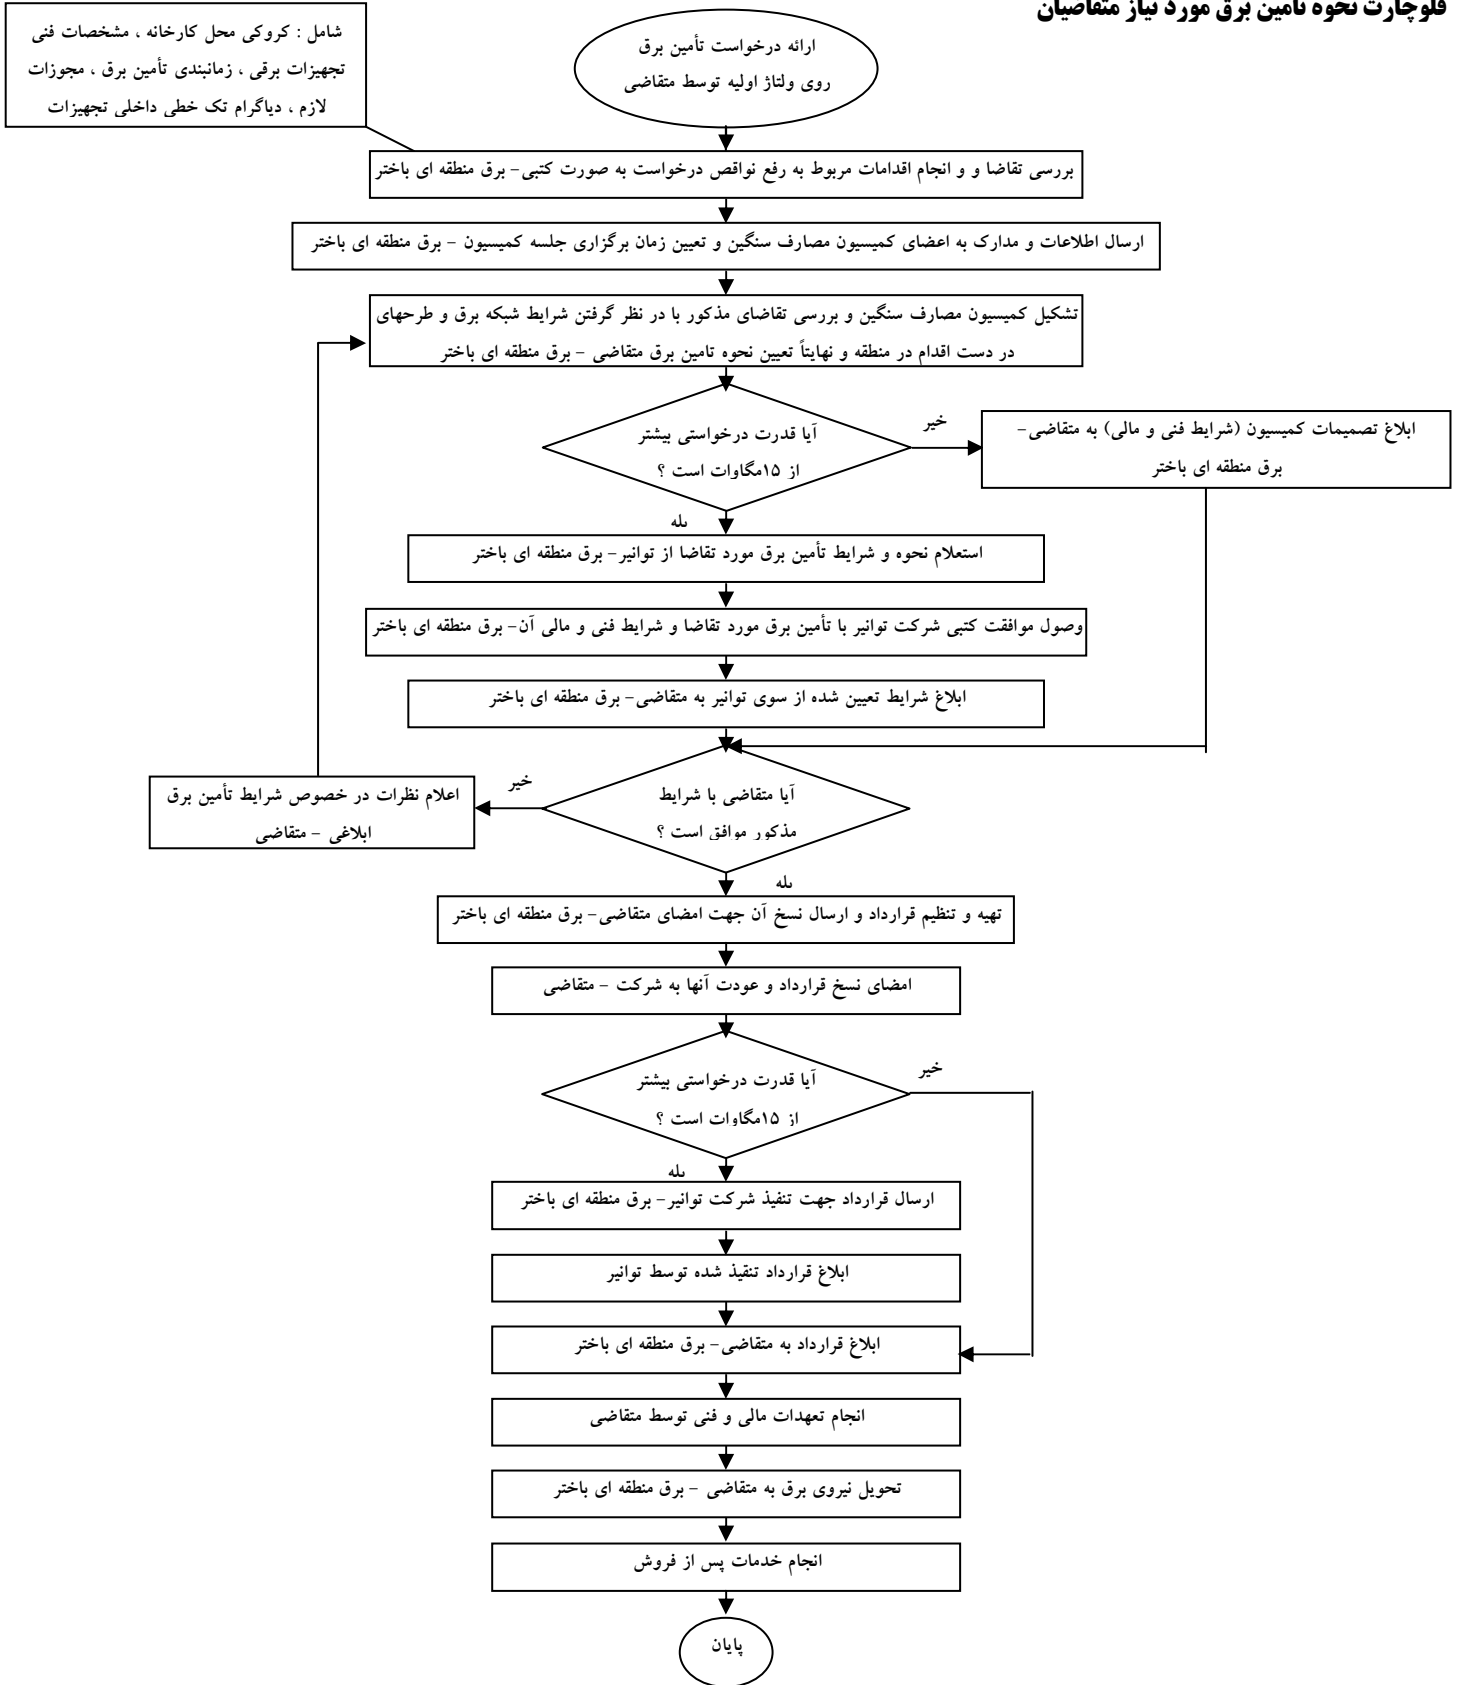 فلوچارت نحوه تأمین برق مورد نیاز متقاضیان
شامل : کروکی محل کارخانه ، مشخصات فنی
تجهیزات برقی ، زمانبندی تأمین برق ، مجوزات
لازم ، دیاگرام تک خطی داخلی تجهیزات
ارائه درخواست تأمین برق
روی ولتاژ اولیه توسط متقاضی
بررسی تقاضا و و انجام اقدامات مربوط به رفع نواقص درخواست به صورت کتبی- برق منطقه ای باختر
ارسال اطلاعات و مدارک به اعضای کمیسیون مصارف سنگین و تعیین زمان برگزاری جلسه کمیسیون - برق منطقه ای باختر
تشکیل کمیسیون مصارف سنگین و بررسی تقاضای مذکور با در نظر گرفتن شرایط شبکه برق و طرحهای
در دست اقدام در منطقه و نهایتاً تعیین نحوه تامین برق متقاضی - برق منطقه ای باختر
آیا قدرت درخواستی بیشتر
از ۱۵مگاوات است ؟
خیر
ابلاغ تصمیمات کمیسیون (شرایط فنی و مالی) به متقاضی-
برق منطقه ای باختر
بله
استعلام نحوه و شرایط تأمین برق مورد تقاضا از توانیر- برق منطقه ای باختر
وصول موافقت کتبی شرکت توانیر با تأمین برق مورد تقاضا و شرایط فنی و مالی آن- برق منطقه ای باختر
ابلاغ شرایط تعیین شده از سوی توانیر به متقاضی- برق منطقه ای باختر
آیا متقاضی با شرایط
مذکور موافق است ؟
خیر
اعلام نظرات در خصوص شرایط تأمین برق
ابلاغی - متقاضی
بله
تهیه و تنظیم قرارداد و ارسال نسخ آن جهت امضای متقاضی- برق منطقه ای باختر
امضای نسخ قرارداد و عودت آنها به شرکت - متقاضی
آیا قدرت درخواستی بیشتر
از ۱۵مگاوات است ؟
خیر
بله
ارسال قرارداد جهت تنفیذ شرکت توانیر- برق منطقه ای باختر
ابلاغ قرارداد تنقیذ شده توسط توانیر
ابلاغ قرارداد به متقاضی- برق منطقه ای باختر
انجام تعهدات مالی و فنی توسط متقاضی
تحویل نیروی برق به متقاضی - برق منطقه ای باختر
انجام خدمات پس از فروش
پایان